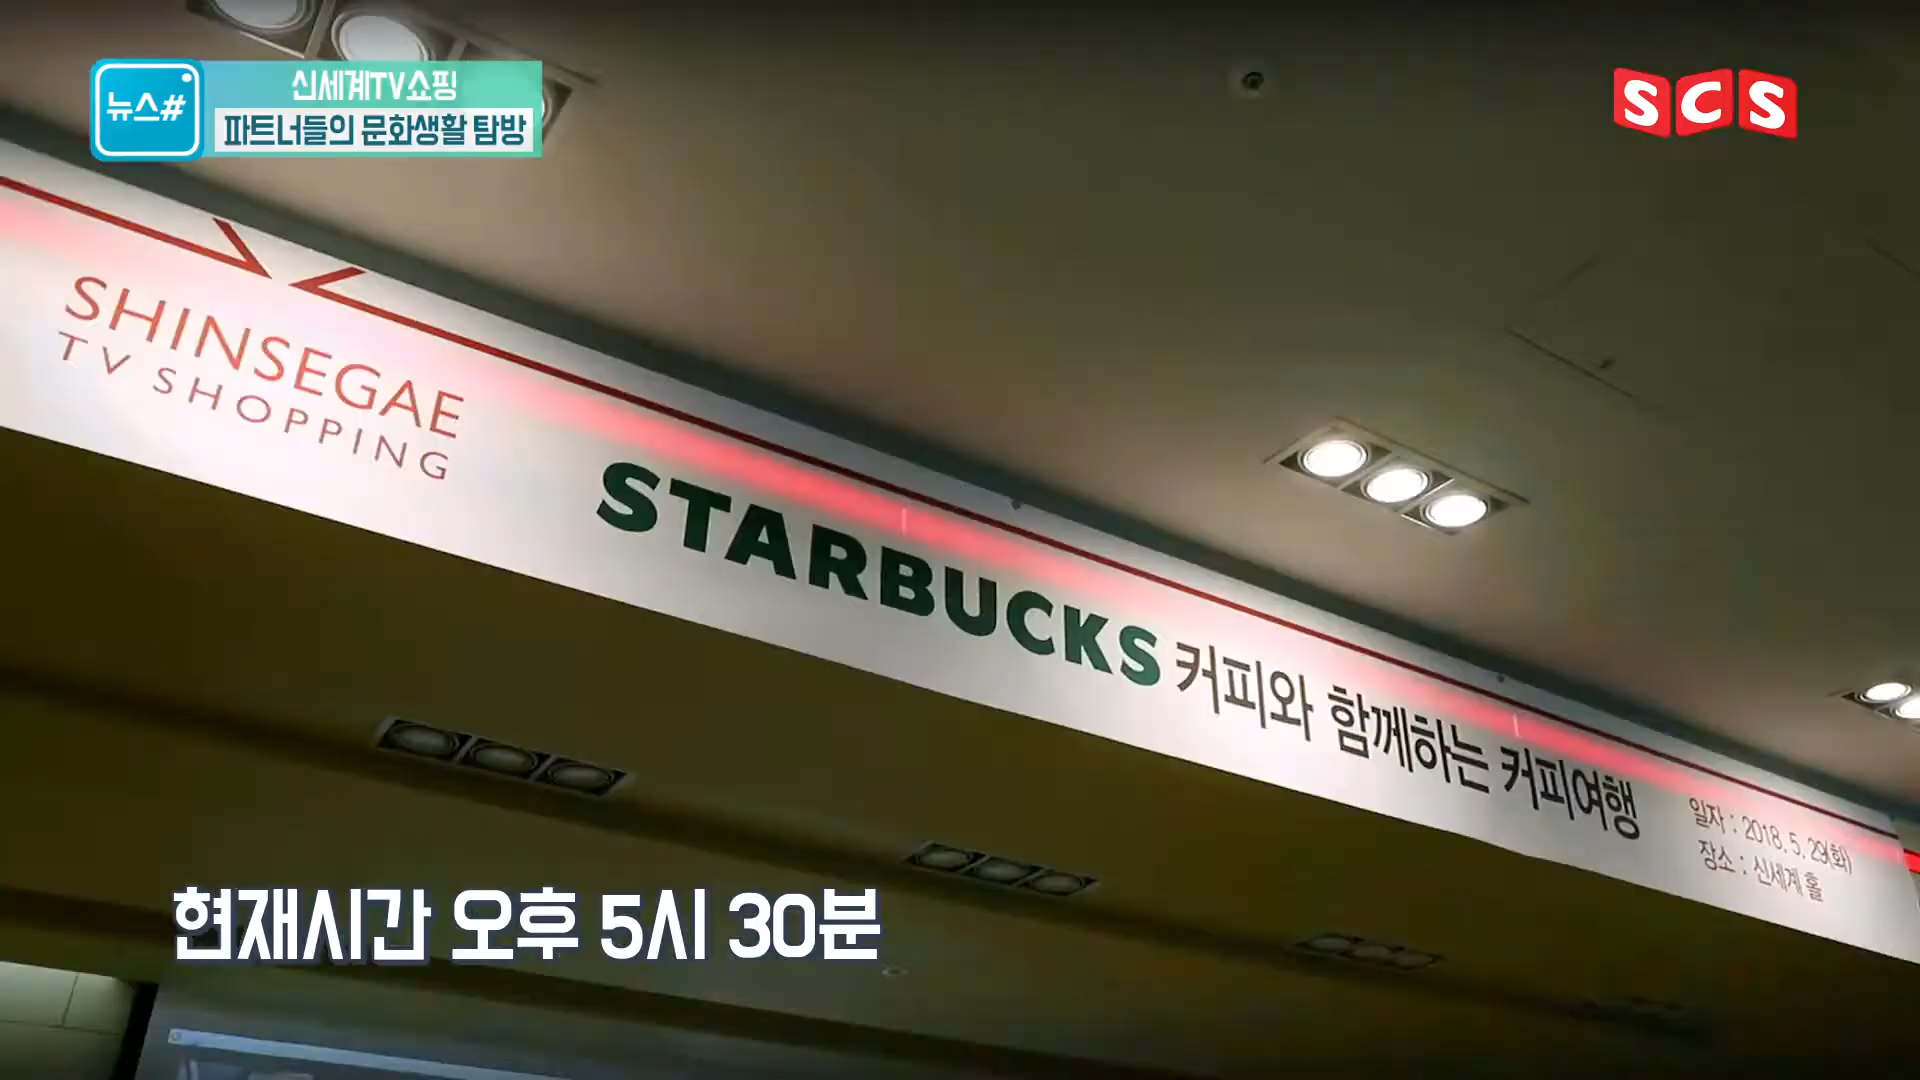 뉴스#
신세계TV쇼핑
파트너들의 문화생활 탐방
SCS
SHINSEGAE
TV SHOPPING
STARBUCKS 커피와 함께하는 커피여행
일자 : 2018. 5. 29(화)
장소 : 신세계 홀
현재시간 오후 5시 30분